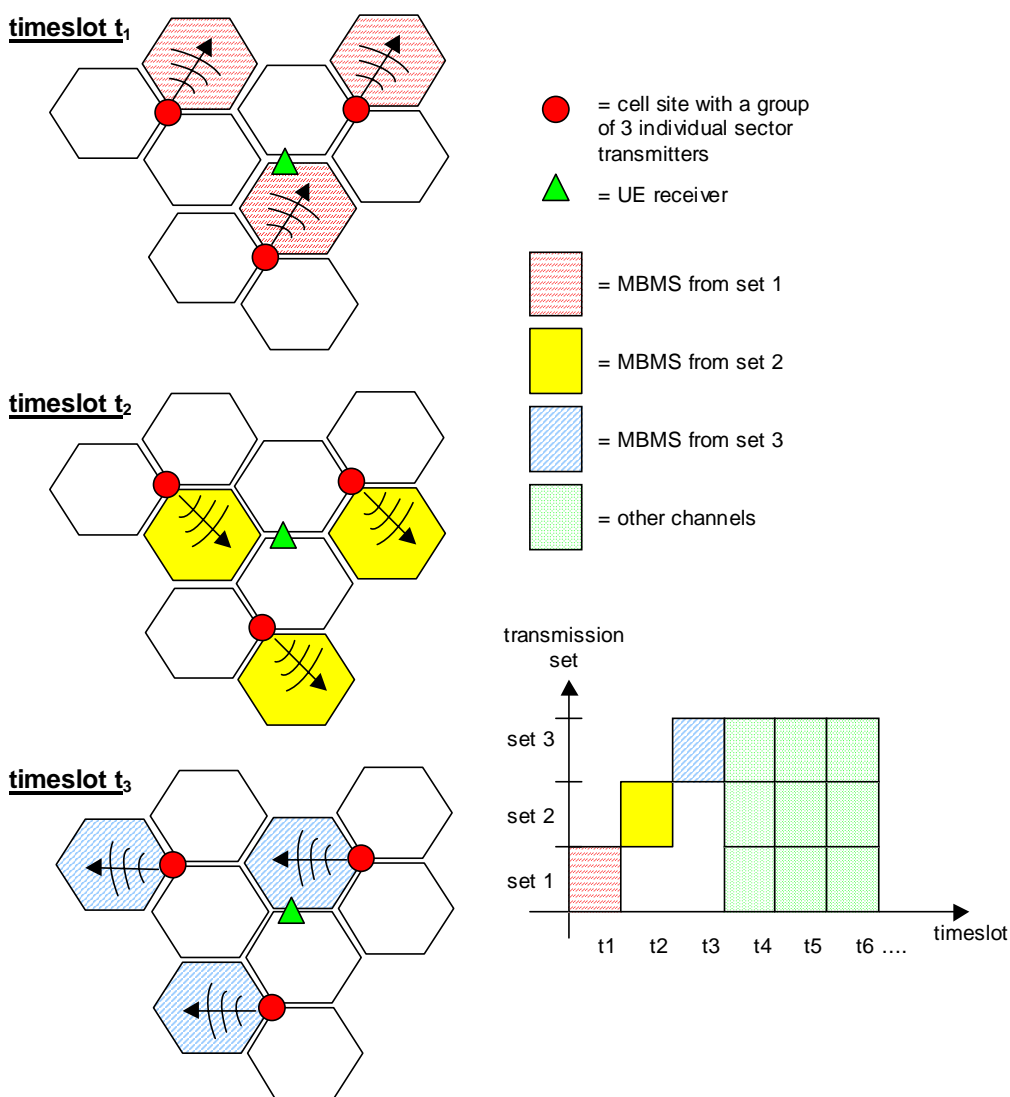 timeslot t1
= cell site with a group
of 3 individual sector
transmitters
= UE receiver
= MBMS from set 1
= MBMS from set 2
= MBMS from set 3
= other channels
timeslot t2
timeslot t3
transmission
set
set 3
set 2
set 1
t1 t2 t3 t4 t5 t6 ....
timeslot